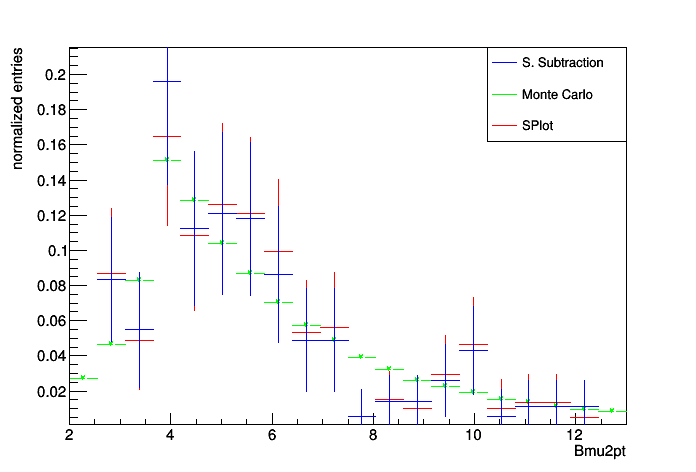 normalized entries
S. Subtraction
Monte Carlo
SPlot
0.2
0.18
0.16
0.14
0.12
0.1
0.08
0.06
0.04
0.02
2 4 6 8 10 12
Bmu2pt